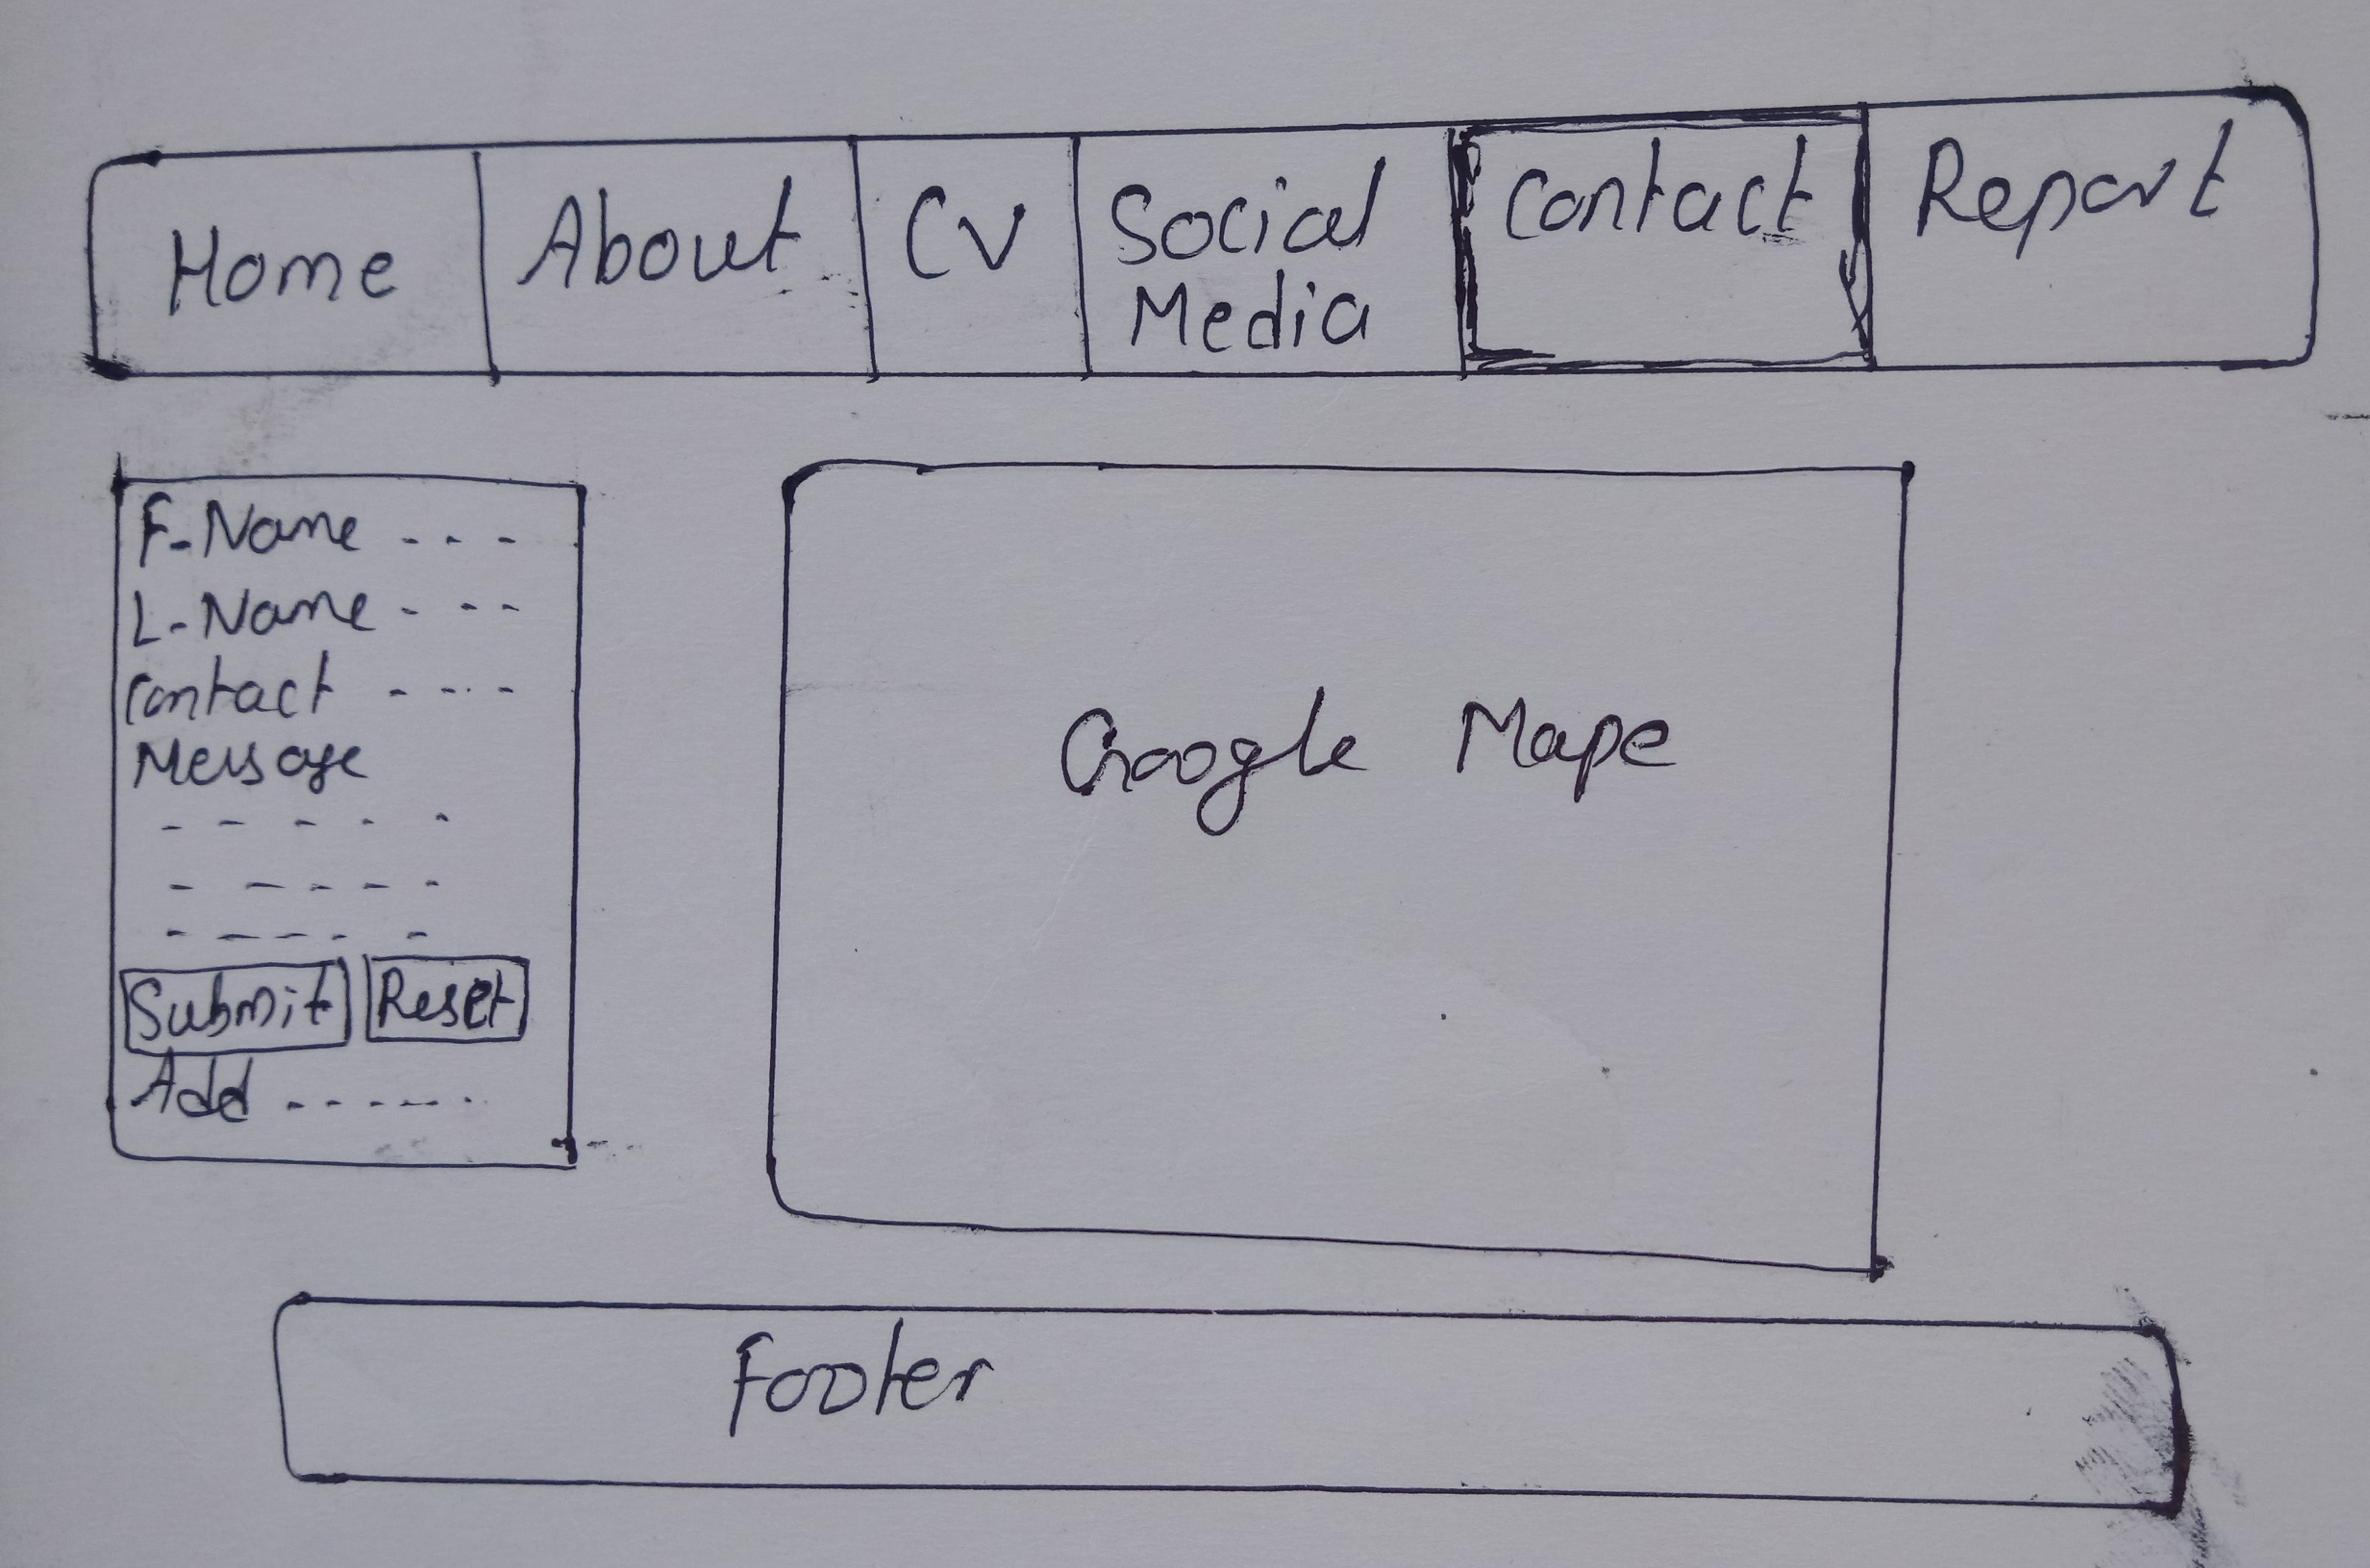 Home About CV Social Media Contact Report
F-Name ----
L-Name ----
Contact ----
Message
-----
-----
-----
Submit Reset
Add ------
Google Mape
Footer